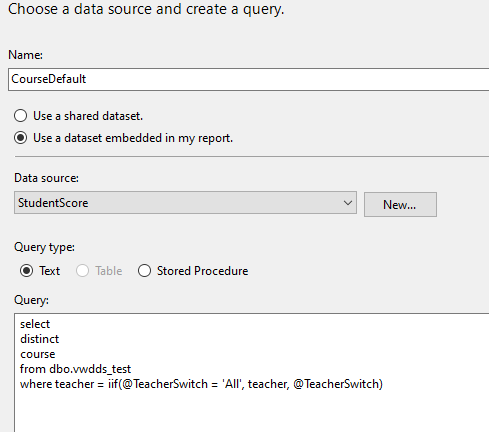 Choose a data source and create a query.
Name:
CourseDefault
Use a shared dataset.
Use a dataset embedded in my report.
Data source:
StudentScore
New...
Query type:
Text
Table
Stored Procedure
Query:
select
distinct
course
from dbo.vwdds_test
where teacher = iif(@TeacherSwitch = 'All', teacher, @TeacherSwitch)